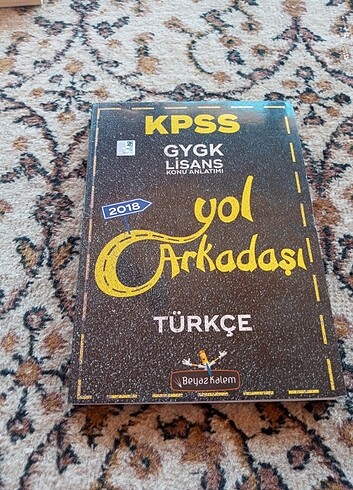 KPSS
GYGK
LİSANS
KONU ANLATIMI
2018
yol
Arkadaşı
TÜRKÇE
Beyaz Kalem